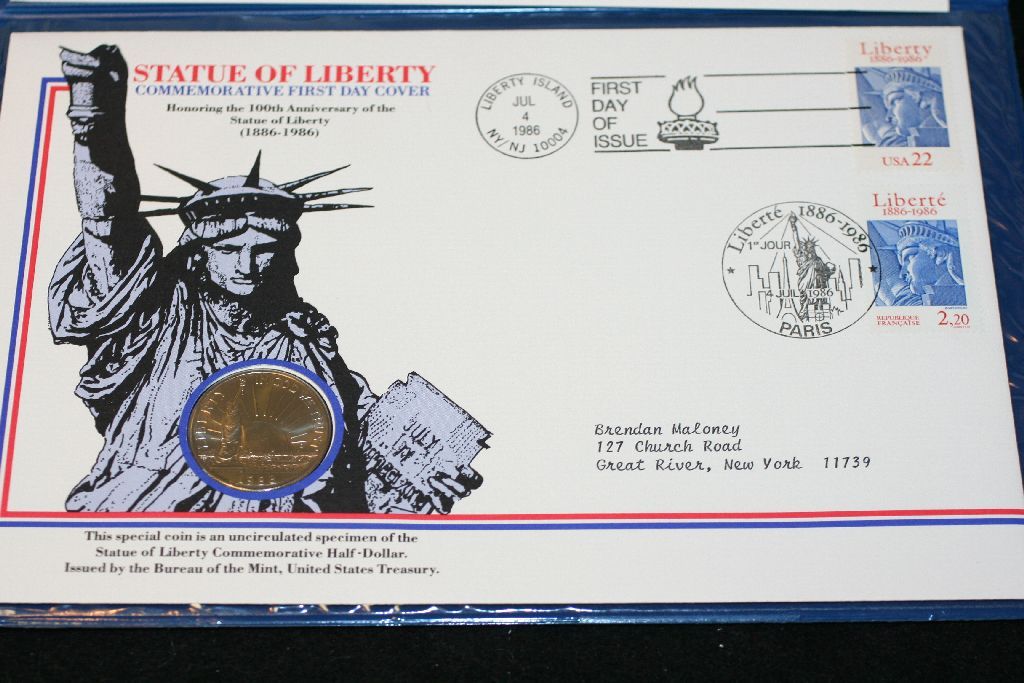 STATUE OF LIBERTY
COMMEMORATIVE FIRST DAY COVER
Honoring the 100th Anniversary of the
Statue of Liberty
(1886-1986)
LIBERTY ISLAND
JUL
4
1986
NY/NJ 10004
FIRST
DAY
OF
ISSUE
Liberty
1886-1986
USA 22
Liberté 1886-1986
1er JOUR
4 JUIL 1986
PARIS
Liberté
1886-1986
REPUBLIQUE
FRANÇAISE
2,20
LIBERTY
1986
JULY
Brendan Maloney
127 Church Road
Great River, New York 11739
This special coin is an uncirculated specimen of the
Statue of Liberty Commemorative Half-Dollar.
Issued by the Bureau of the Mint, United States Treasury.